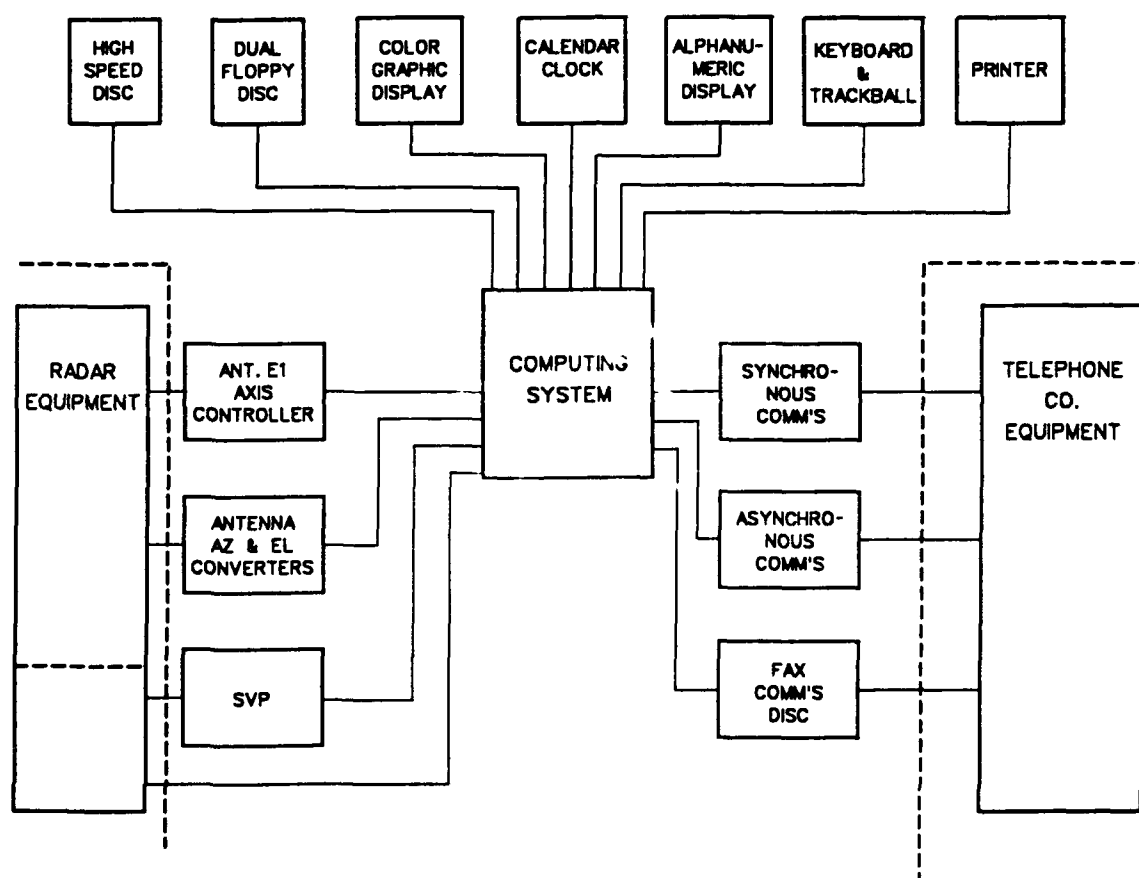 HIGH
SPEED
DISC
DUAL
FLOPPY
DISC
COLOR
GRAPHIC
DISPLAY
CALENDAR
CLOCK
ALPHANU-
MERIC
DISPLAY
KEYBOARD
&
TRACKBALL
PRINTER
RADAR
EQUIPMENT
ANT. E1
AXIS
CONTROLLER
COMPUTING
SYSTEM
SYNCHRO-
NOUS
COMM'S
TELEPHONE
CO.
EQUIPMENT
ANTENNA
AZ & EL
CONVERTERS
ASYNCHRO-
NOUS
COMM'S
SVP
FAX
COMM'S
DISC